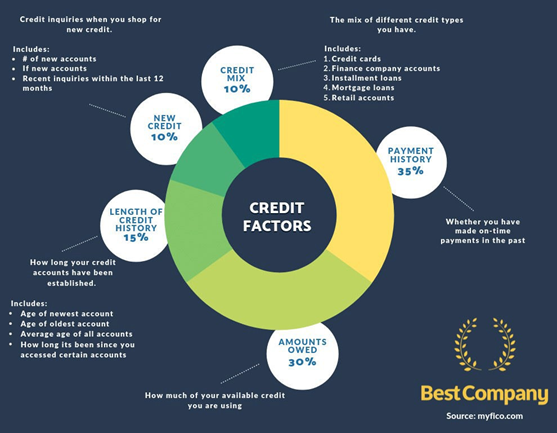 Credit inquiries when you shop for
new credit.
Includes:
• # of new accounts
• If new accounts
• Recent inquiries within the last 12
months
The mix of different credit types
you have.
Includes:
1. Credit cards
2. Finance company accounts
3. Installment loans
4. Mortgage loans
5. Retail accounts
CREDIT
MIX
10%
NEW
CREDIT
10%
PAYMENT
HISTORY
35%
Whether you have
made on-time
payments in the past
CREDIT
FACTORS
LENGTH OF
CREDIT
HISTORY
15%
How long your credit
accounts have been
established.
Includes:
• Age of newest account
• Age of oldest account
• Average age of all accounts
• How long its been since you
accessed certain accounts
AMOUNTS
OWED
30%
How much of your available credit
you are using
BestCompany
Source: myfico.com